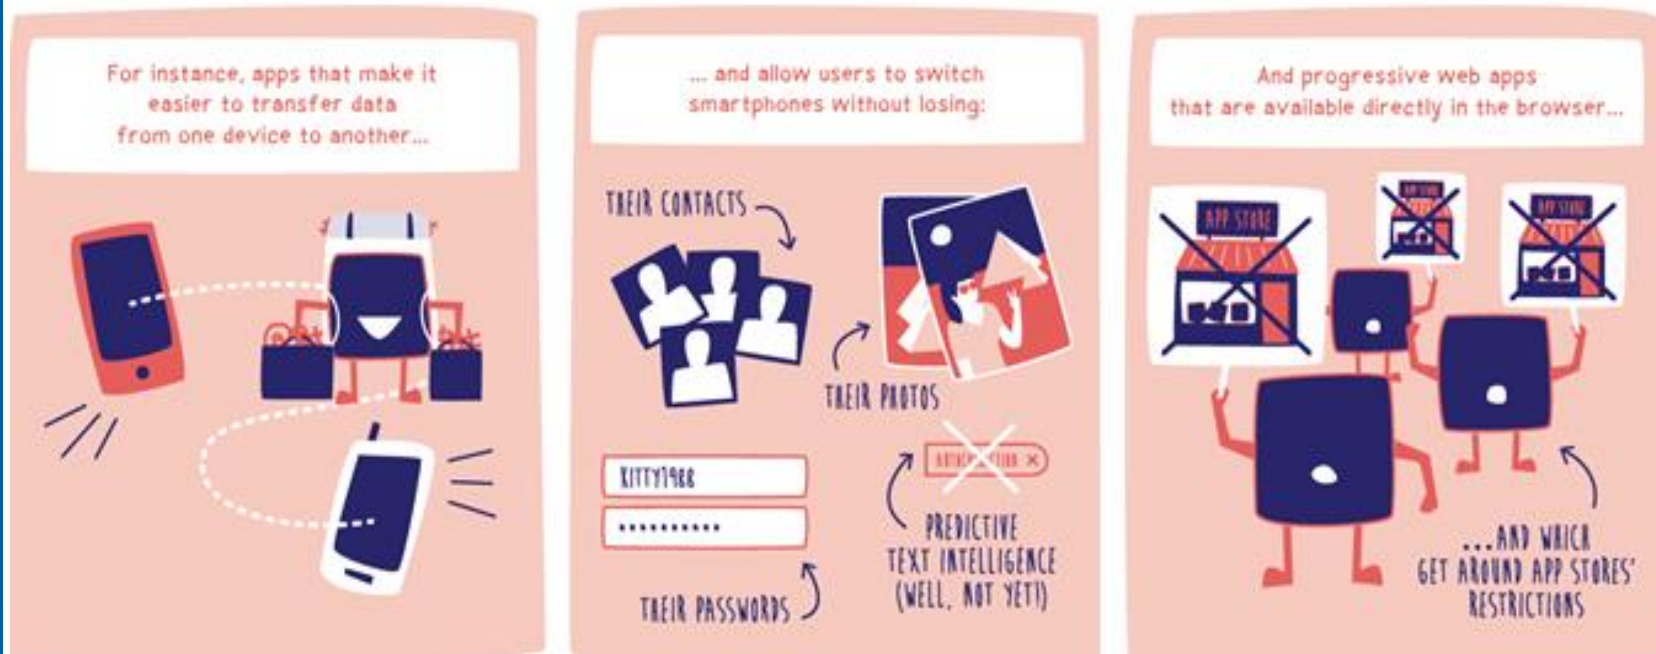 For instance, apps that make it
easier to transfer data
from one device to another...
... and allow users to switch
smartphones without losing:
THEIR CONTACTS
THEIR PHOTOS
KITTY1988
••••••••••
THEIR PASSWORDS
PREDICTIVE
TEXT INTELLIGENCE
(WELL, NOT YET!)
And progressive web apps
that are available directly in the browser...
APP STORE
APP STORE
APP STORE
...AND WHICH
GET AROUND APP STORES'
RESTRICTIONS